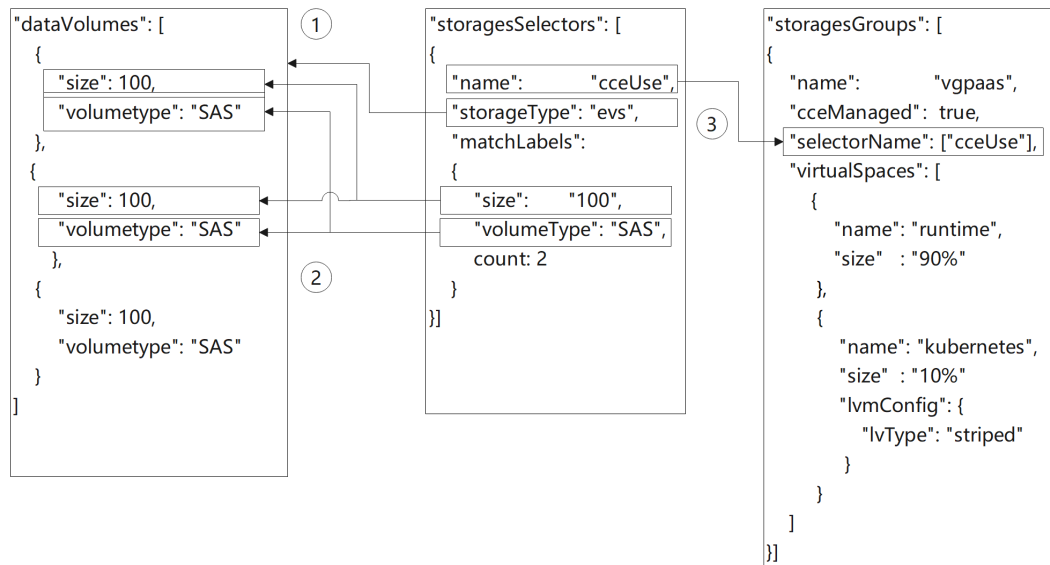 "dataVolumes": [
{
"size": 100,
"volumetype": "SAS"
},
{
"size": 100,
"volumetype": "SAS"
},
{
"size": 100,
"volumetype": "SAS"
}
]
1
2
"storagesSelectors": [
{
"name": "cceUse",
"storageType": "evs",
"matchLabels":
{
"size": "100",
"volumeType": "SAS",
count: 2
}
}]
3
"storagesGroups": [
{
"name": "vgpaas",
"cceManaged": true,
"selectorName": ["cceUse"],
"virtualSpaces": [
{
"name": "runtime",
"size" : "90%"
},
{
"name": "kubernetes",
"size" : "10%"
"lvmConfig": {
"lvType": "striped"
}
}
]
}]